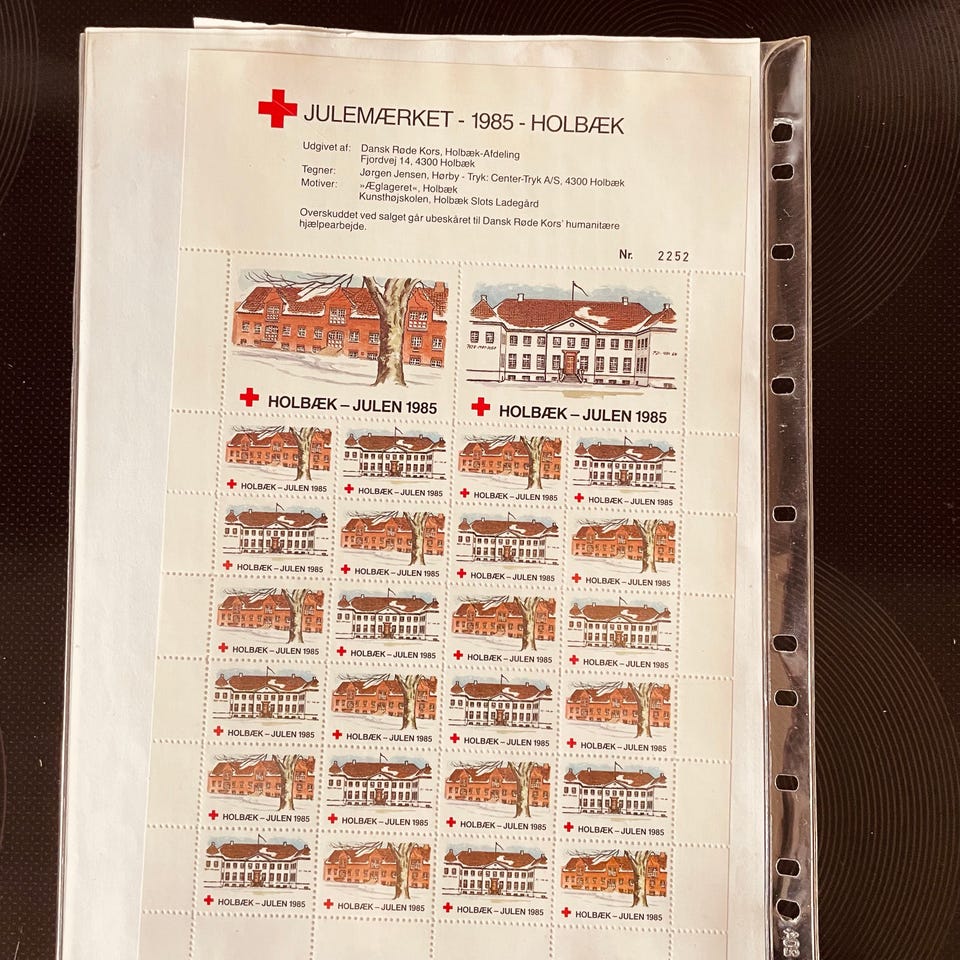 JULEMÆRKET - 1985 - HOLBÆK
Udgivet af: Dansk Røde Kors, Holbæk-Afdeling
Fjordvej 14, 4300 Holbæk
Tegner: Jørgen Jensen, Hørby - Tryk: Center-Tryk A/S, 4300 Holbæk
Motiver: »Æglageret«, Holbæk
Kunsthøjskolen, Holbæk Slots Ladegård
Overskuddet ved salget går ubeskåret til Dansk Røde Kors' humanitære
hjælpearbejde.
Nr. 2252
HOLBÆK – JULEN 1985 HOLBÆK – JULEN 1985
HOLBÆK – JULEN 1985 HOLBÆK – JULEN 1985 HOLBÆK – JULEN 1985 HOLBÆK – JULEN 1985
HOLBÆK – JULEN 1985 HOLBÆK – JULEN 1985 HOLBÆK – JULEN 1985 HOLBÆK – JULEN 1985
HOLBÆK – JULEN 1985 HOLBÆK – JULEN 1985 HOLBÆK – JULEN 1985 HOLBÆK – JULEN 1985
HOLBÆK – JULEN 1985 HOLBÆK – JULEN 1985 HOLBÆK – JULEN 1985 HOLBÆK – JULEN 1985
HOLBÆK – JULEN 1985 HOLBÆK – JULEN 1985 HOLBÆK – JULEN 1985 HOLBÆK – JULEN 1985
HOLBÆK – JULEN 1985 HOLBÆK – JULEN 1985 HOLBÆK – JULEN 1985 HOLBÆK – JULEN 1985